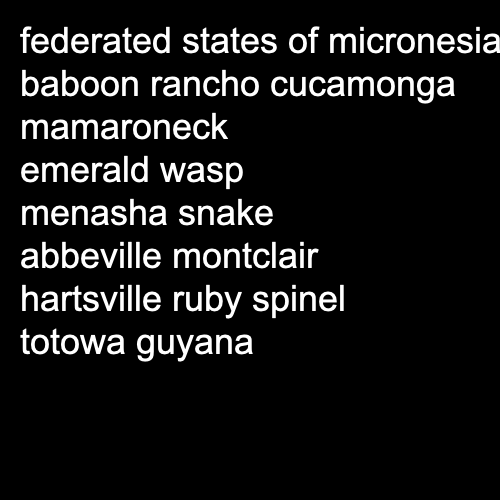 federated states of micronesia
baboon rancho cucamonga
mamaroneck
emerald wasp
menasha snake
abbeville montclair
hartsville ruby spinel
totowa guyana